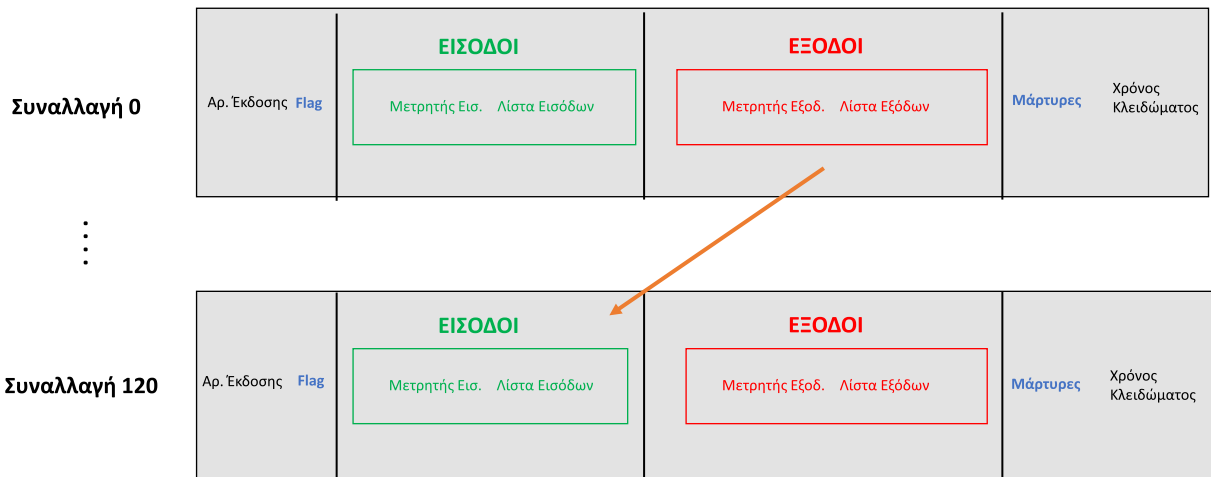 ΕΙΣΟΔΟΙ
ΕΞΟΔΟΙ
Συναλλαγή 0
Αρ. Έκδοσης Flag
Μετρητής Εισ. Λίστα Εισόδων
Μετρητής Εξοδ. Λίστα Εξόδων
Μάρτυρες
Χρόνος
Κλειδώματος
ΕΙΣΟΔΟΙ
ΕΞΟΔΟΙ
Συναλλαγή 120
Αρ. Έκδοσης Flag
Μετρητής Εισ. Λίστα Εισόδων
Μετρητής Εξοδ. Λίστα Εξόδων
Μάρτυρες
Χρόνος
Κλειδώματος